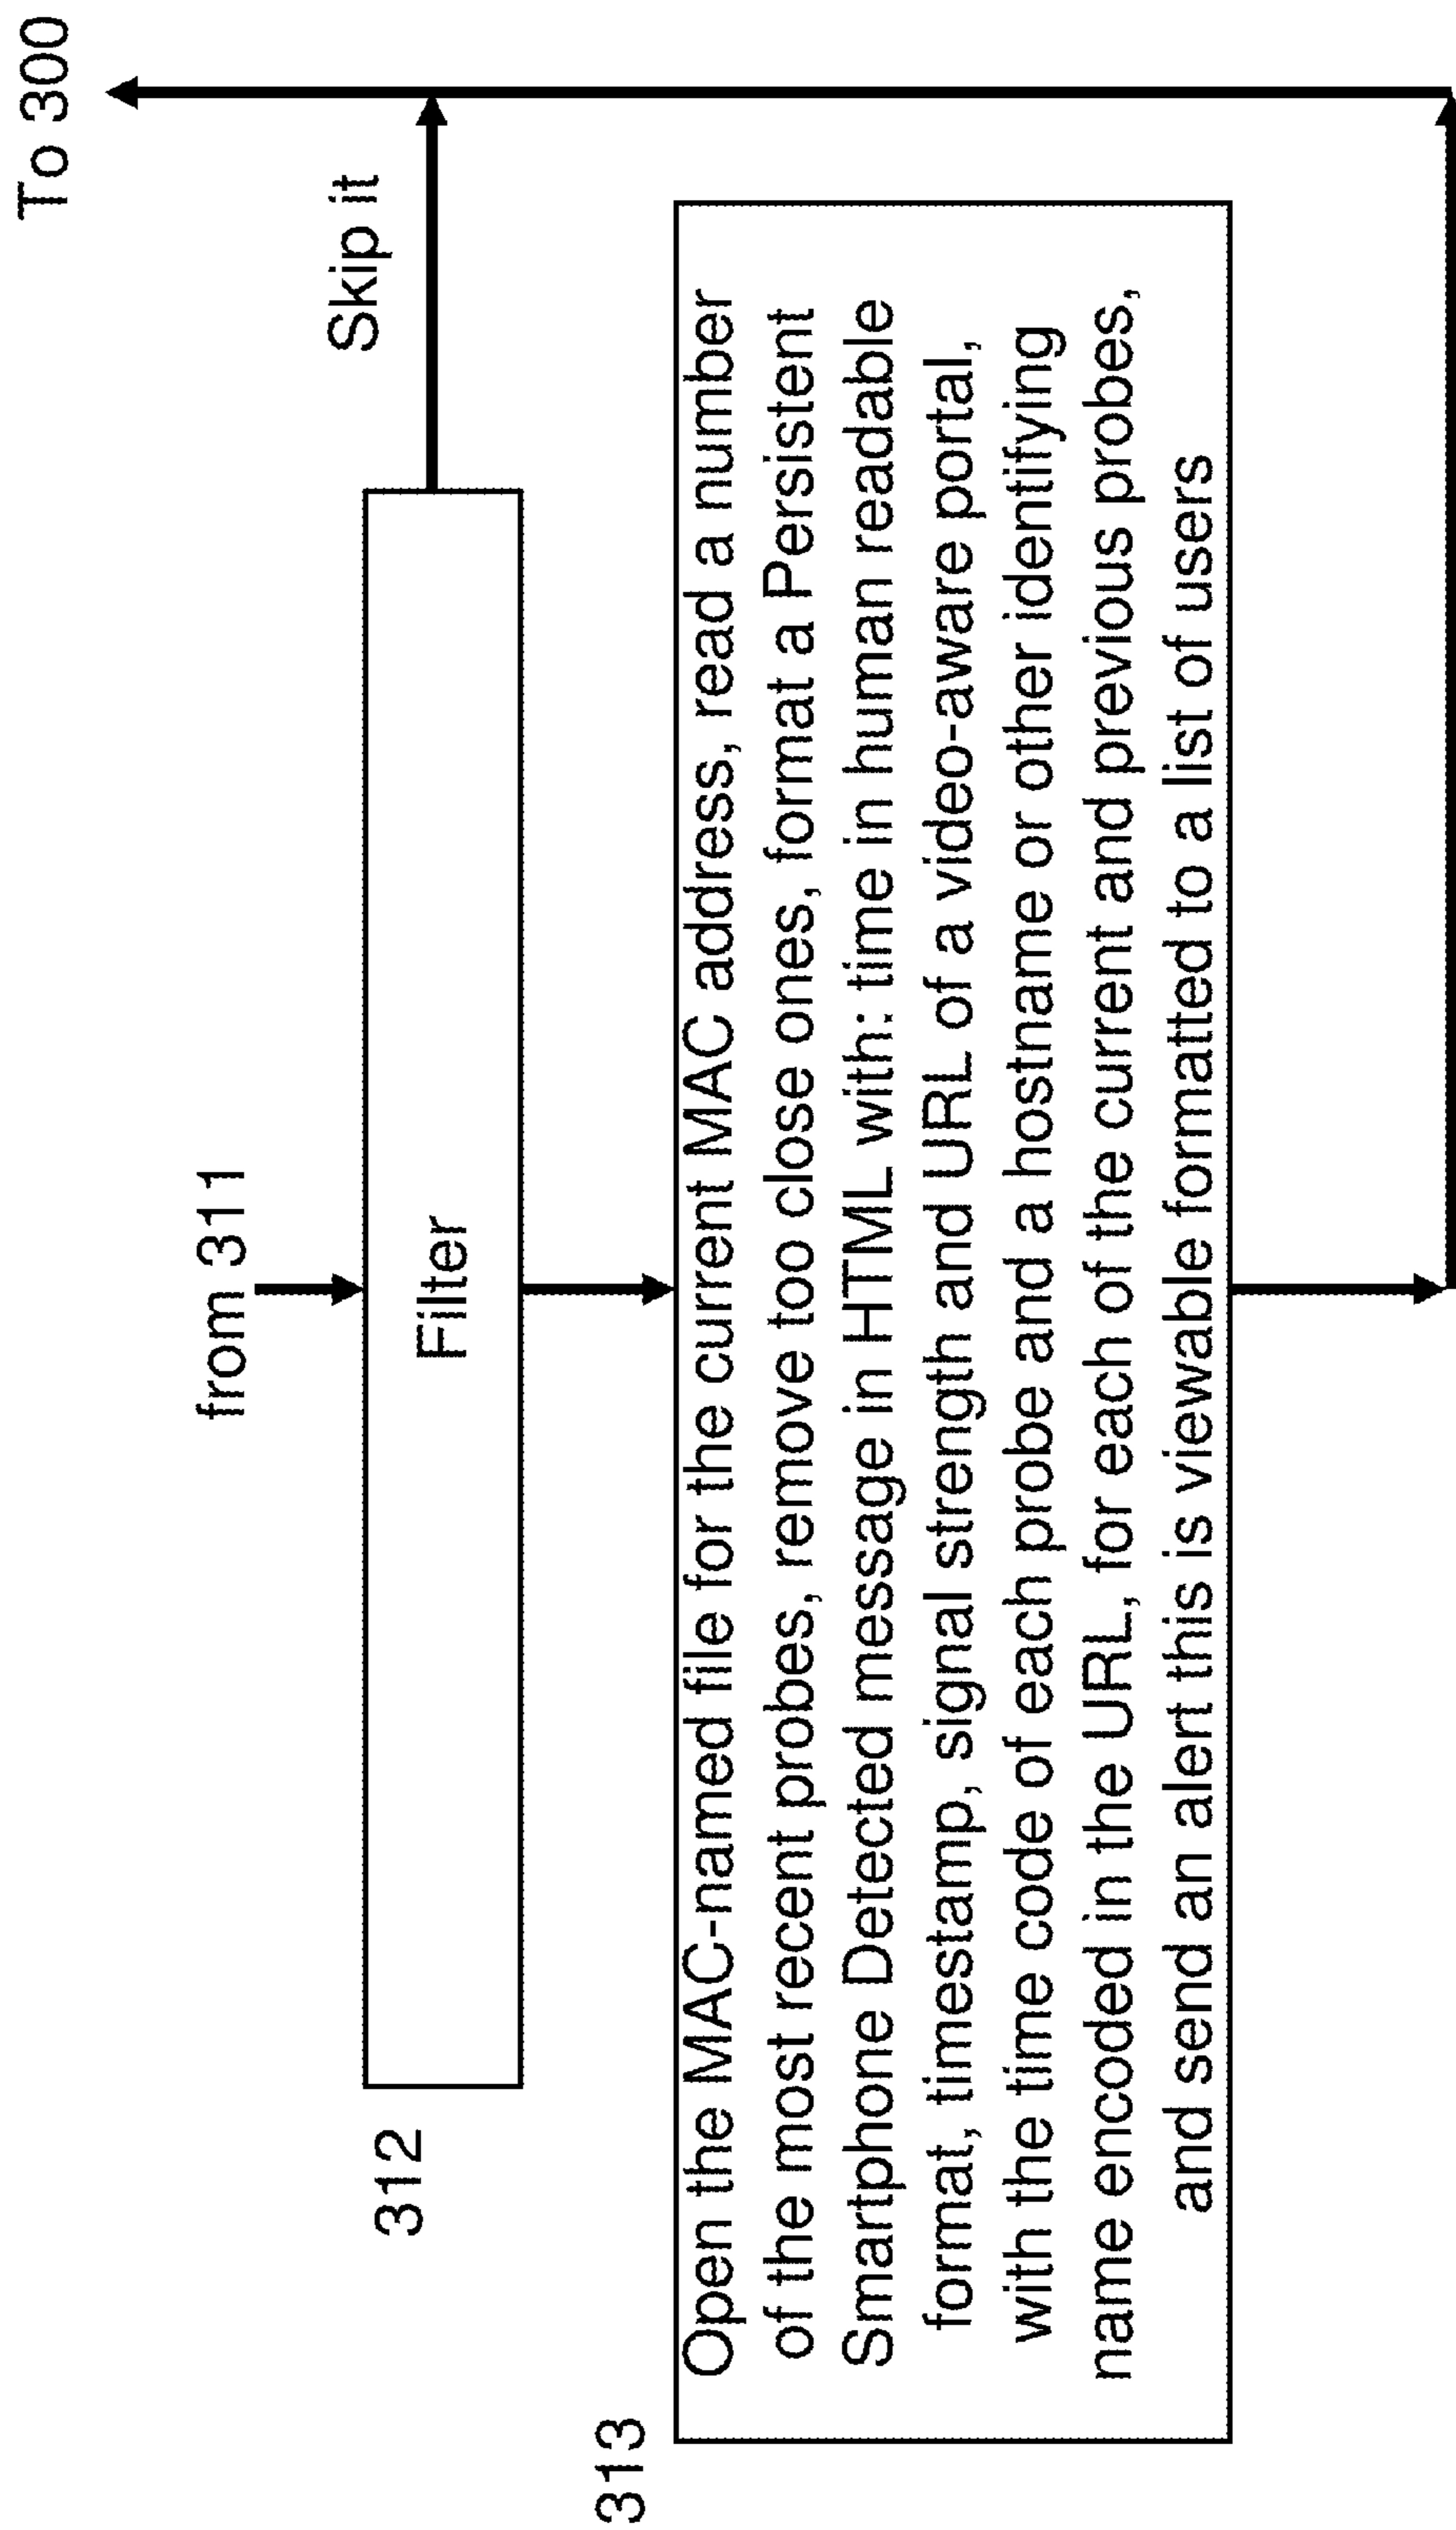 To 300
from 311
Skip it
312
Filter
313
Open the MAC-named file for the current MAC address, read a number
of the most recent probes, remove too close ones, format a Persistent
Smartphone Detected message in HTML with: time in human readable
format, timestamp, signal strength and URL of a video-aware portal,
with the time code of each probe and a hostname or other identifying
name encoded in the URL, for each of the current and previous probes,
and send an alert this is viewable formatted to a list of users